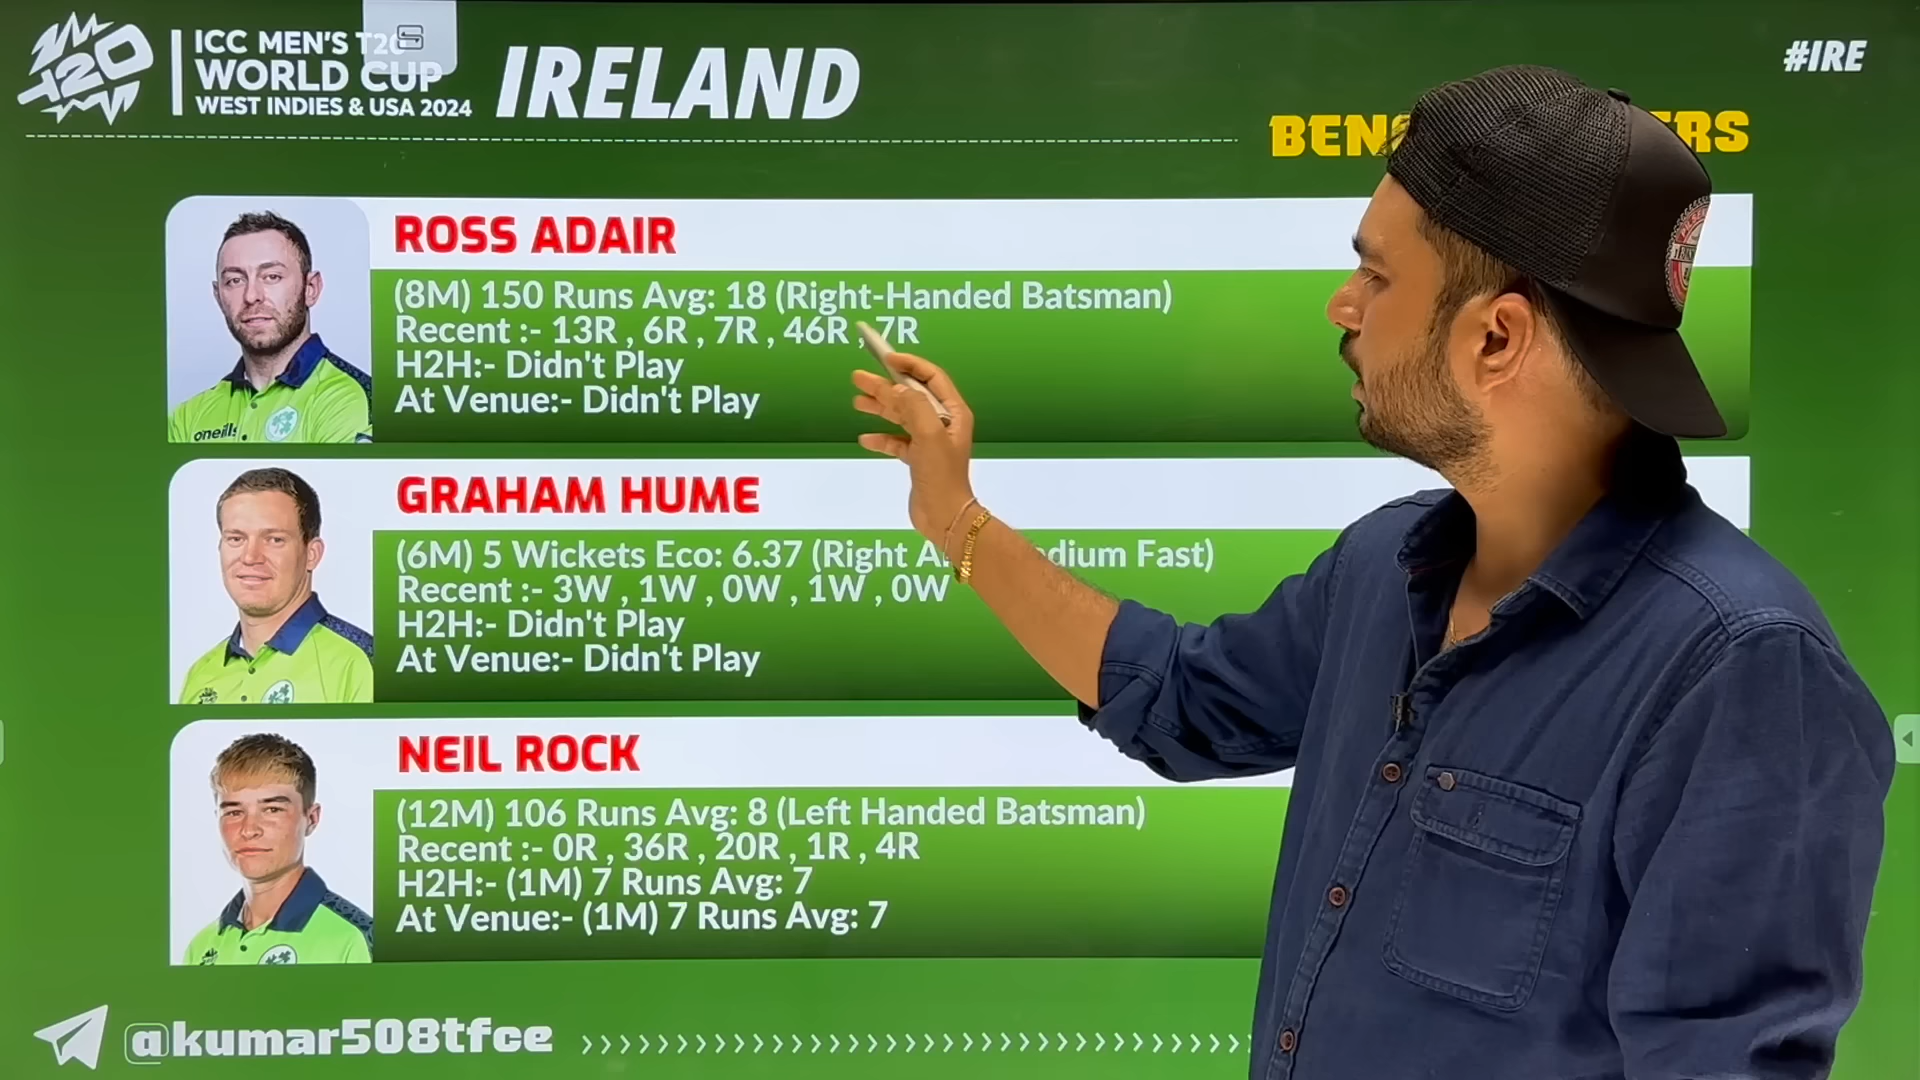 ICC MEN'S T20
WORLD CUP
WEST INDIES & USA 2024
IRELAND
#IRE
ROSS ADAIR
(8M) 150 Runs Avg: 18 (Right-Handed Batsman)
Recent :- 13R , 6R , 7R , 46R , 7R
H2H:- Didn't Play
At Venue:- Didn't Play
oneills
GRAHAM HUME
(6M) 5 Wickets Eco: 6.37 (Right Fast)
Recent :- 3W , 1W , 0W , 1W , 0W
H2H:- Didn't Play
At Venue:- Didn't Play
NEIL ROCK
(12M) 106 Runs Avg: 8 (Left Handed Batsman)
Recent :- 0R , 36R , 20R , 1R , 4R
H2H:- (1M) 7 Runs Avg: 7
At Venue:- (1M) 7 Runs Avg: 7
@kumar508tfce